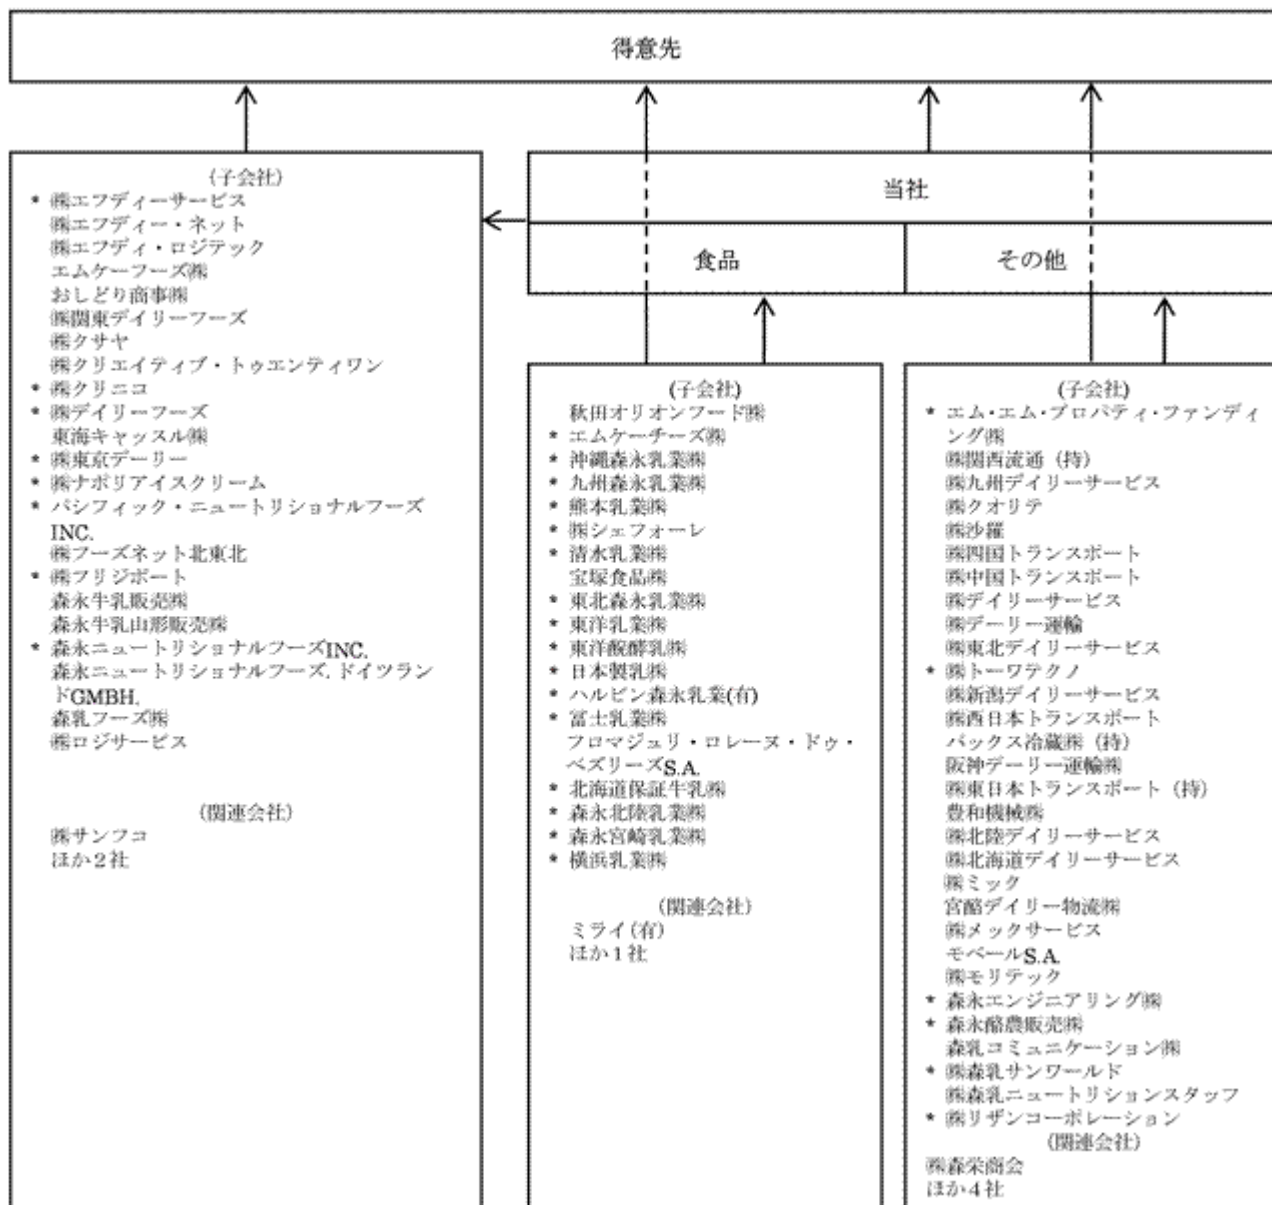 得意先
(子会社)
* ㈱エフディーサービス
㈱エフディー・ネット
㈱エフディ・ロジテック
エムケーフーズ㈱
おしどり商事㈱
㈱関東デイリーフーズ
㈱クサヤ
㈱クリエイティブ・トゥエンティワン
* ㈱クリニコ
* ㈱デイリーフーズ
東海キャッスル㈱
* ㈱東京デーリー
* ㈱ナポリアイスクリーム
* パシフィック・ニュートリショナルフーズ
INC.
㈱フーズネット北東北
* ㈱フリジポート
森永牛乳販売㈱
森永牛乳山形販売㈱
* 森永ニュートリショナルフーズINC.
森永ニュートリショナルフーズ.ドイツラン
ドGMBH.
森乳フーズ㈱
㈱ロジサービス
(関連会社)
㈱サンフコ
ほか2社
当社
食品
その他
(子会社)
秋田オリオンフード㈱
* エムケーチーズ㈱
* 沖縄森永乳業㈱
* 九州森永乳業㈱
* 熊本乳業㈱
* ㈱シェフォーレ
* 清水乳業㈱
宝塚食品㈱
* 東北森永乳業㈱
* 東洋乳業㈱
* 東洋醗酵乳㈱
* 日本製乳㈱
* ハルビン森永乳業(有)
* 冨士乳業㈱
フロマジュリ・ロレーヌ・ドゥ・
ベズリーズS.A.
* 北海道保証牛乳㈱
* 森永北陸乳業㈱
* 森永宮崎乳業㈱
* 横浜乳業㈱
(関連会社)
ミライ(有)
ほか1社
(子会社)
* エム・エム・プロパティ・ファンディ
ング㈱
㈱関西流通 (持)
㈱九州デイリーサービス
㈱クオリテ
㈱沙羅
㈱四国トランスポート
㈱中国トランスポート
㈱デイリーサービス
㈱デーリー運輸
㈱東北デイリーサービス
* ㈱トーワテクノ
㈱新潟デイリーサービス
㈱西日本トランスポート
パックス冷蔵㈱ (持)
阪神デーリー運輸㈱
㈱東日本トランスポート (持)
豊和機械㈱
㈱北陸デイリーサービス
㈱北海道デイリーサービス
㈱ミック
宮酪デイリー物流㈱
㈱メックサービス
モベールS.A.
㈱モリテック
* 森永エンジニアリング㈱
* 森永酪農販売㈱
森乳コミュニケーション㈱
* ㈱森乳サンワールド
㈱森乳ニュートリションスタッフ
* ㈱リザンコーポレーション
(関連会社)
㈱森栄商会
ほか4社